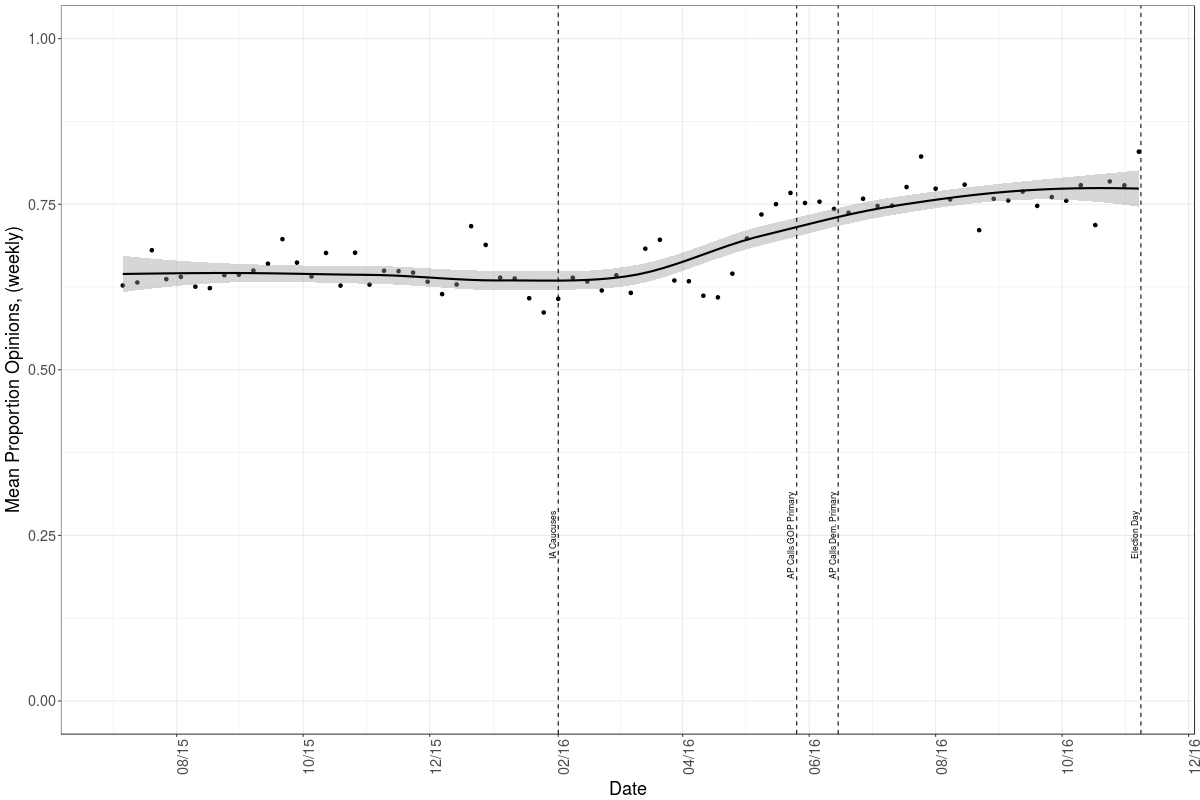 Mean Proportion Opinions, (weekly)
1.00
0.75
0.50
0.25
0.00
IA Caucuses
AP Calls GOP Primary
AP Calls Dem. Primary
Election Day
08/15
10/15
12/15
02/16
04/16
06/16
08/16
10/16
12/16
Date